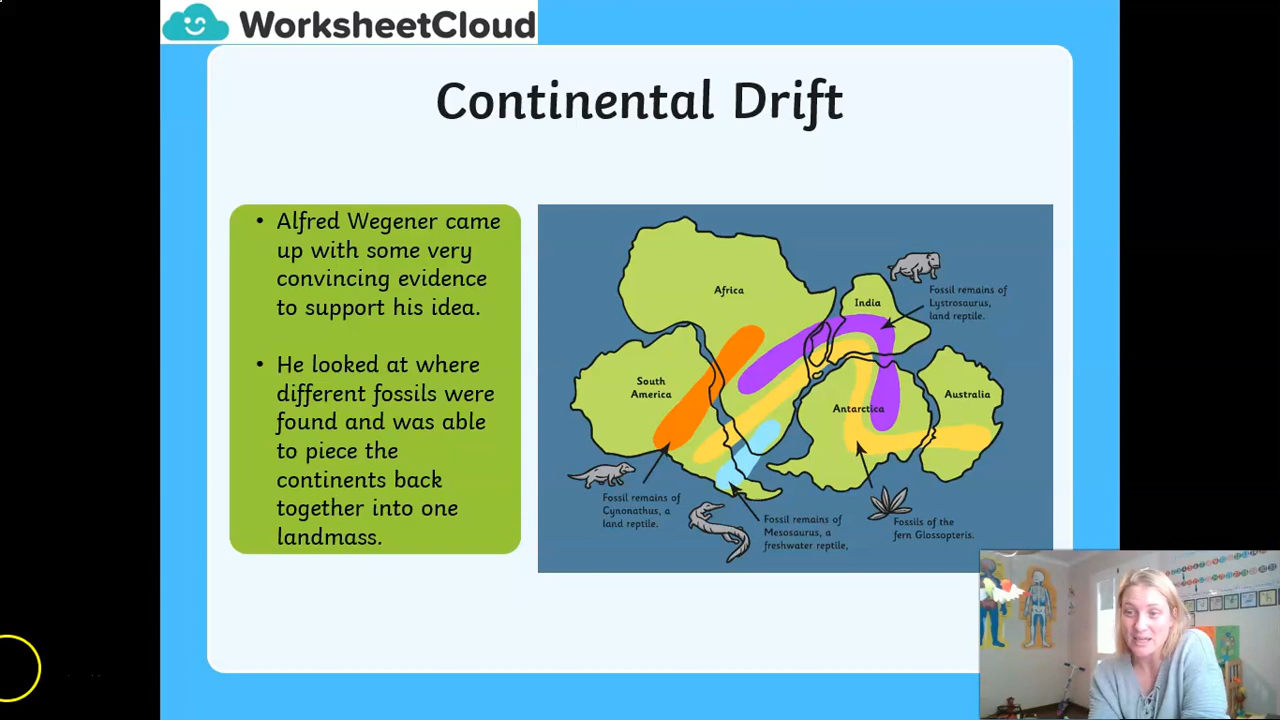 WorksheetCloud
Continental Drift
• Alfred Wegener came
up with some very
convincing evidence
to support his idea.
• He looked at where
different fossils were
found and was able
to piece the
continents back
together into one
landmass.
Africa
India
Fossil remains of
Lystrosaurus,
land reptile.
South
America
Antarctica
Australia
Fossil remains of
Cynonathus, a
land reptile.
Fossil remains of
Mesosaurus, a
freshwater reptile,
Fossils of the
fern Glossopteris.